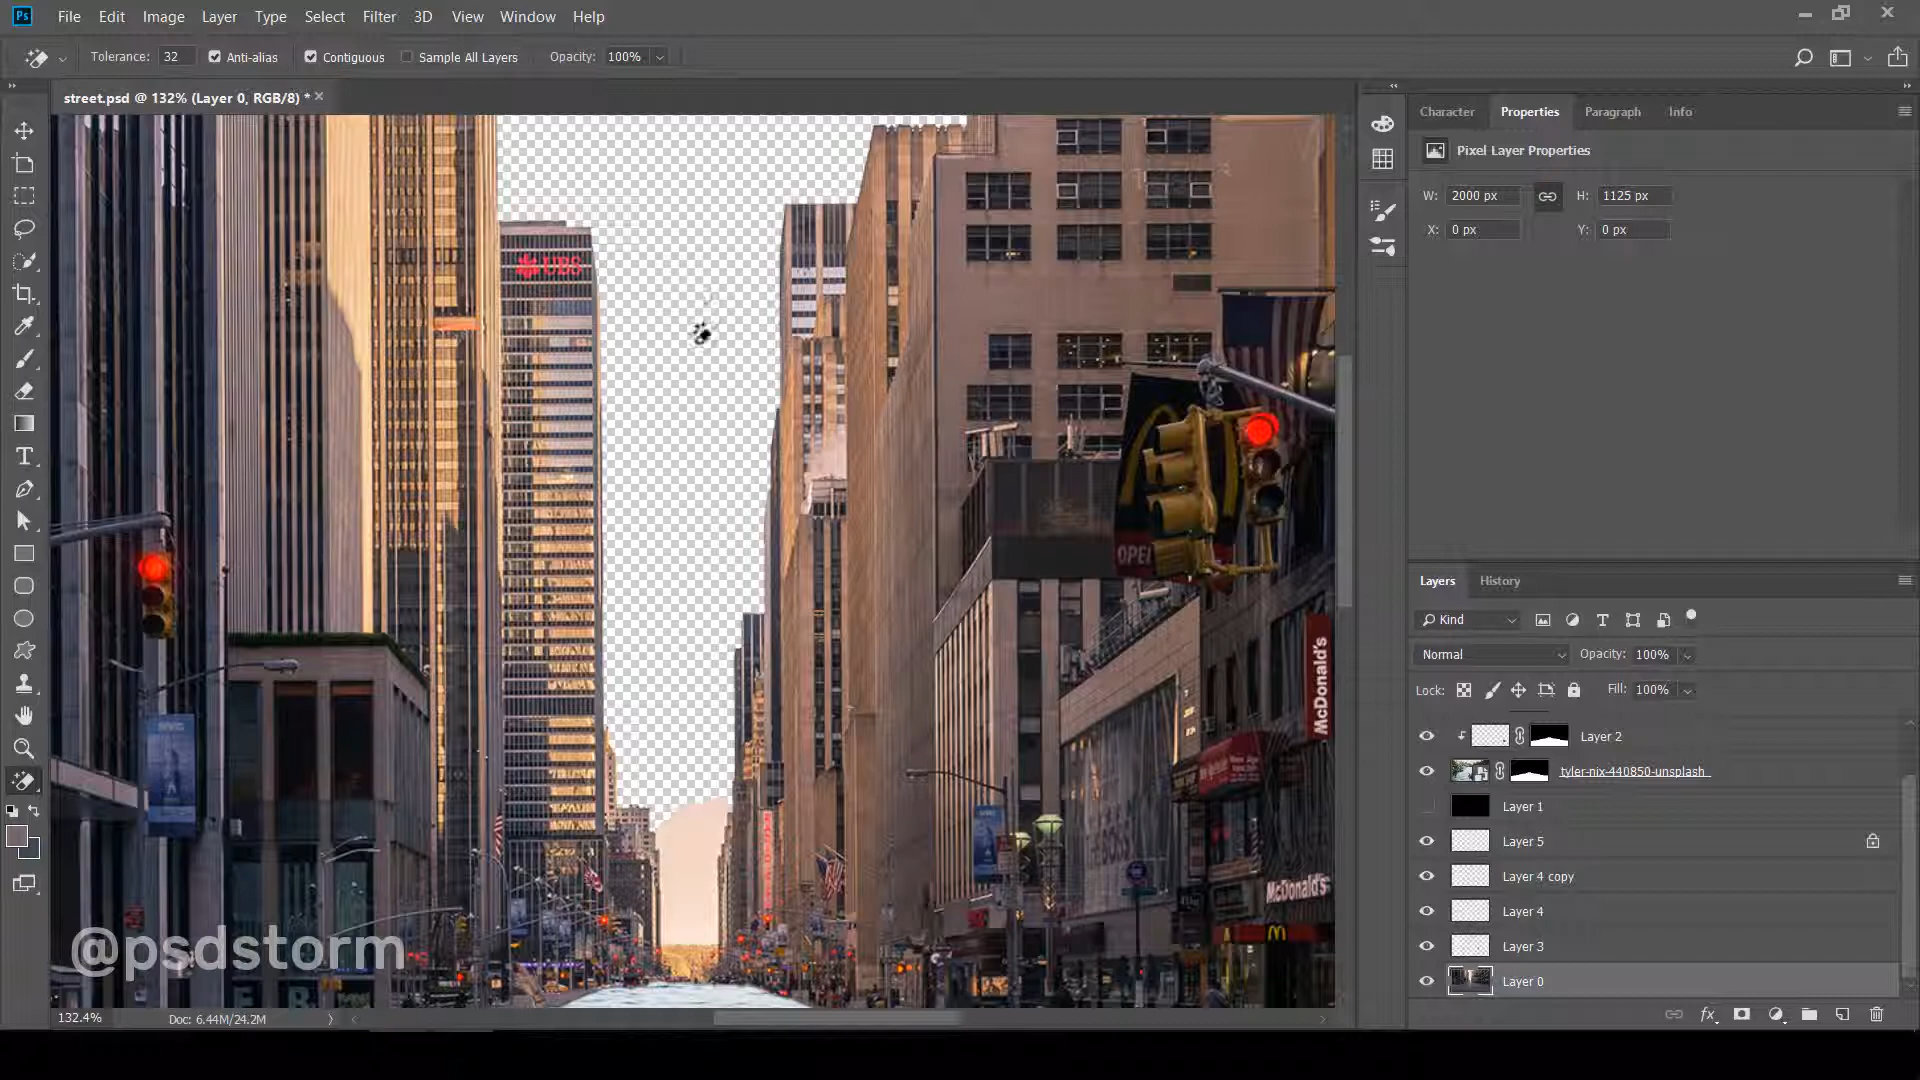 Ps File Edit Image Layer Type Select Filter 3D View Window Help
Tolerance: 32 Anti-alias Contiguous Sample All Layers Opacity: 100%
street.psd @ 132% (Layer 0, RGB/8) *
Character Properties Paragraph Info
Pixel Layer Properties
W: 2000 px H: 1125 px
X: 0 px Y: 0 px
UBS
OPEN
McDonald's
McDonald's
@psdstorm
Layers History
Kind
Normal Opacity: 100%
Lock: Fill: 100%
Layer 2
tyler-nix-440850-unsplash
Layer 1
Layer 5
Layer 4 copy
Layer 4
Layer 3
Layer 0
fx
132.4% Doc: 6.44M/24.2M